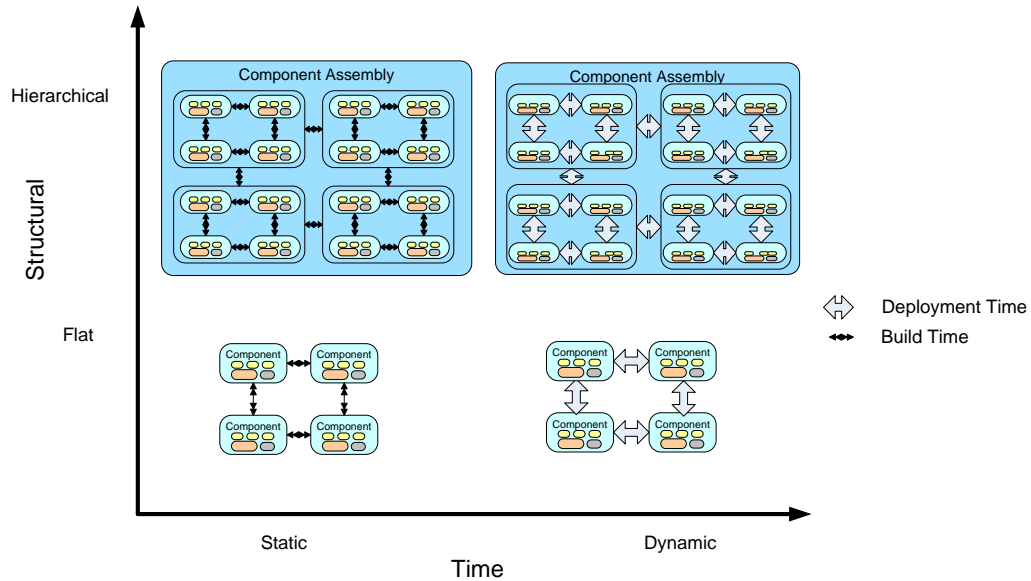 Component Assembly
Component Assembly
Hierarchical
Structural
Deployment Time
Flat
Build Time
Component
Component
Component
Component
Component
Component
Component
Component
Static
Dynamic
Time